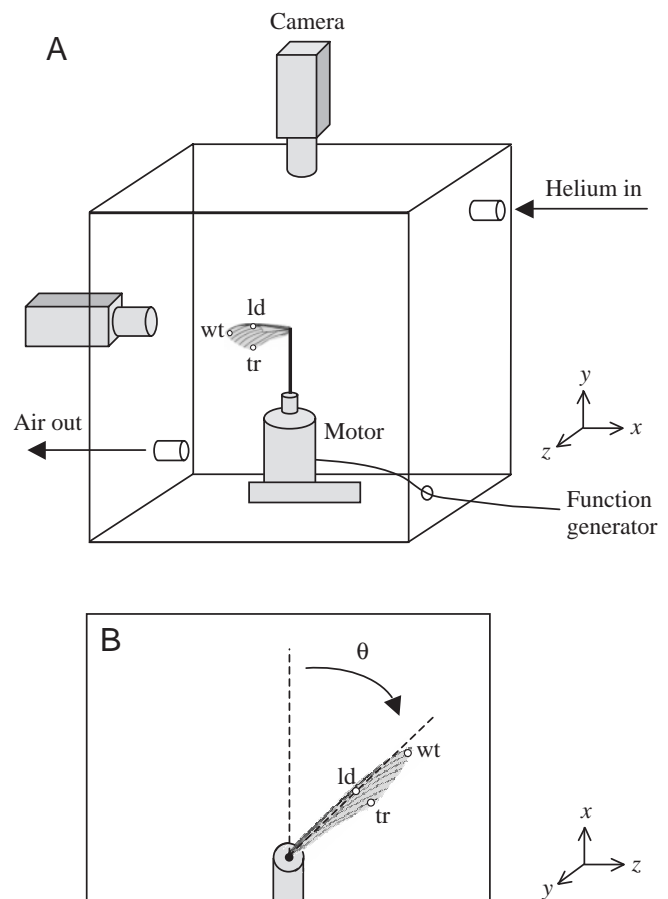 Camera
A
Helium in
ld
wt
tr
Air out
Motor
y
x
z
Function
generator
B
θ
wt
ld
tr
x
z
y